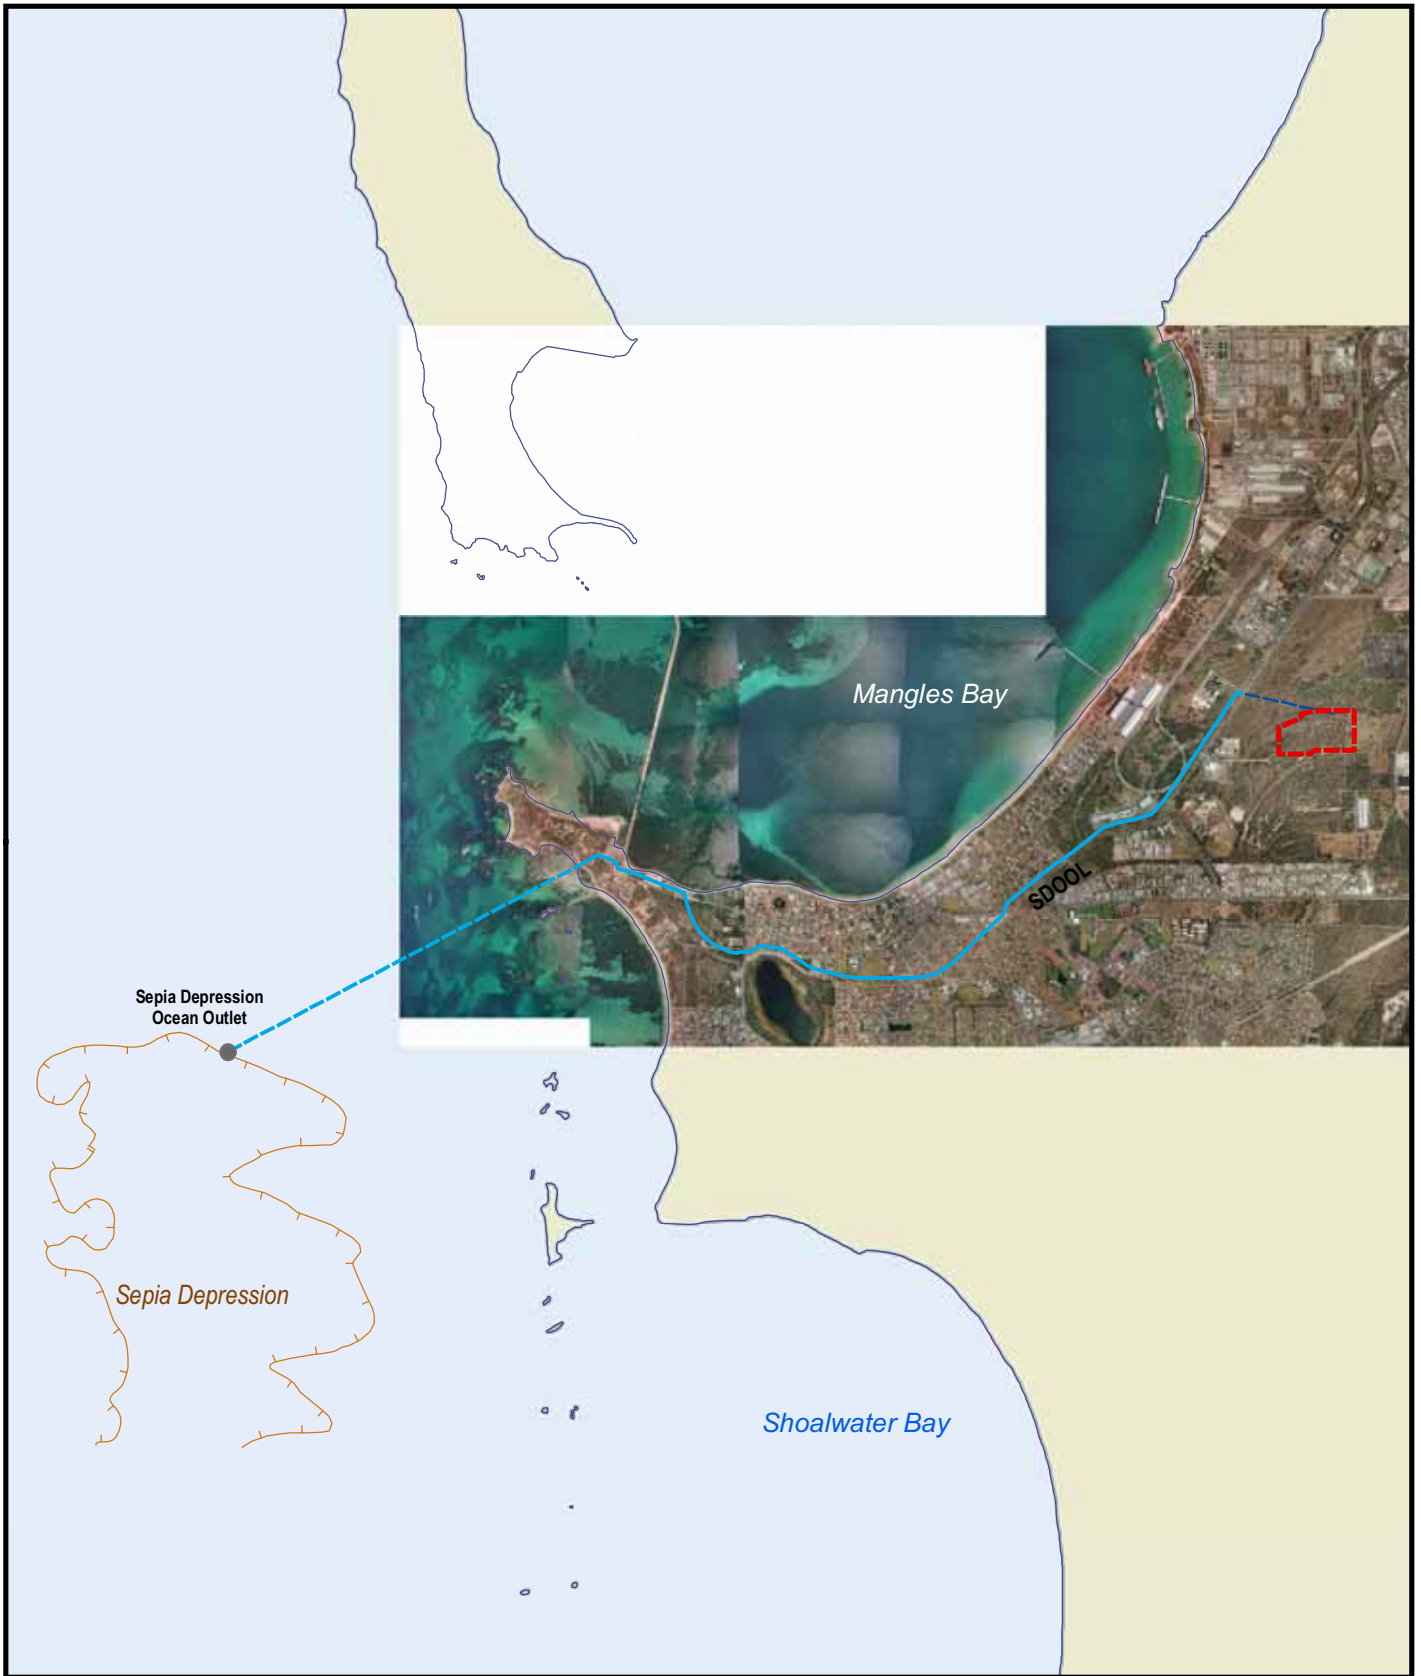 Mangles Bay
SDOOL
Sepia Depression
Ocean Outlet
Sepia Depression
Shoalwater Bay